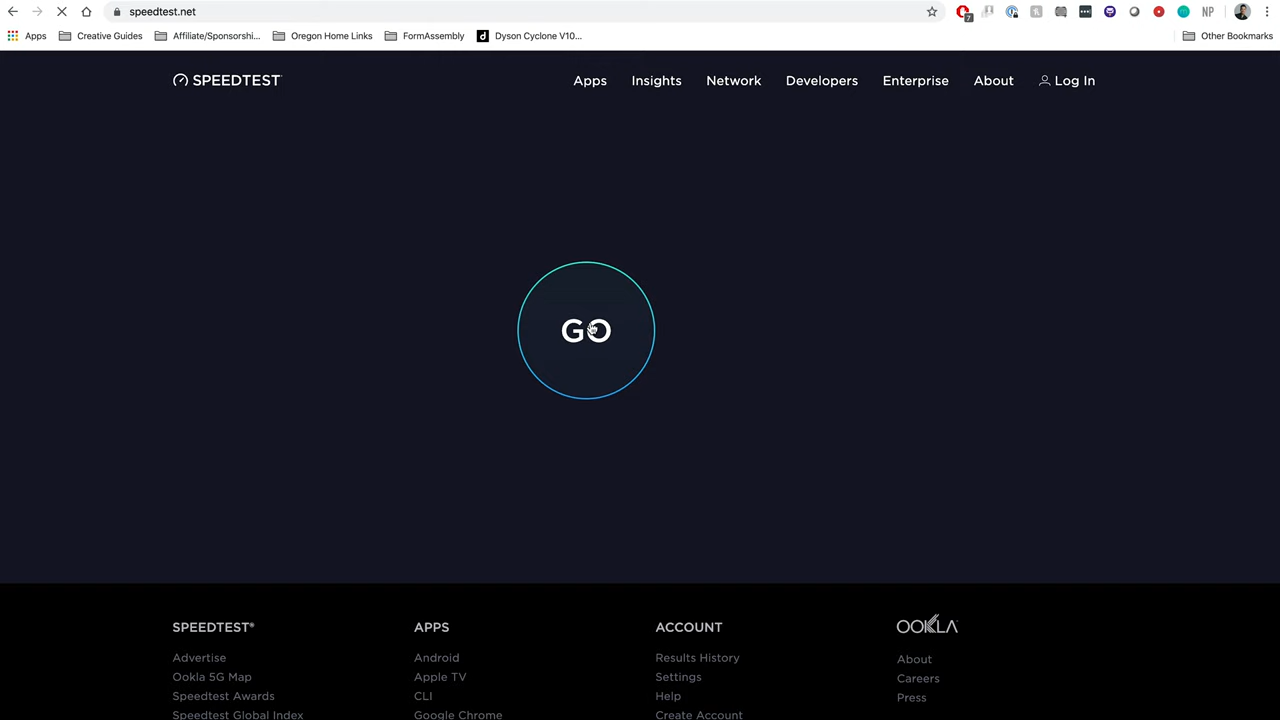 speedtest.net
7
NP
Apps Creative Guides Affiliate/Sponsorshi... Oregon Home Links FormAssembly Dyson Cyclone V10... Other Bookmarks
SPEEDTEST Apps Insights Network Developers Enterprise About Log In
GO
SPEEDTEST® APPS ACCOUNT OOKLA
Advertise Android Results History About
Ookla 5G Map Apple TV Settings Careers
Speedtest Awards CLI Help Press
Speedtest Global Index Google Chrome Create Account